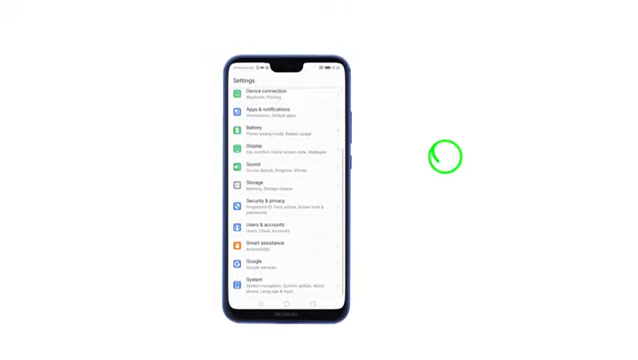 Settings
Device connection
Bluetooth, Printing
Apps & notifications
Permissions, Default apps
Battery
Power saving mode, Battery usage
Display
Eye comfort, Home screen style, Wallpaper
Sound
Do not disturb, Ringtone, Vibrate
Storage
Memory, Storage cleaner
Security & privacy
Fingerprint ID, Face unlock, Screen lock &
passwords
Users & accounts
Users, Cloud, Accounts
Smart assistance
Accessibility
Google
Google services
System
System navigation, System update, About
phone, Language & input
HUAWEI